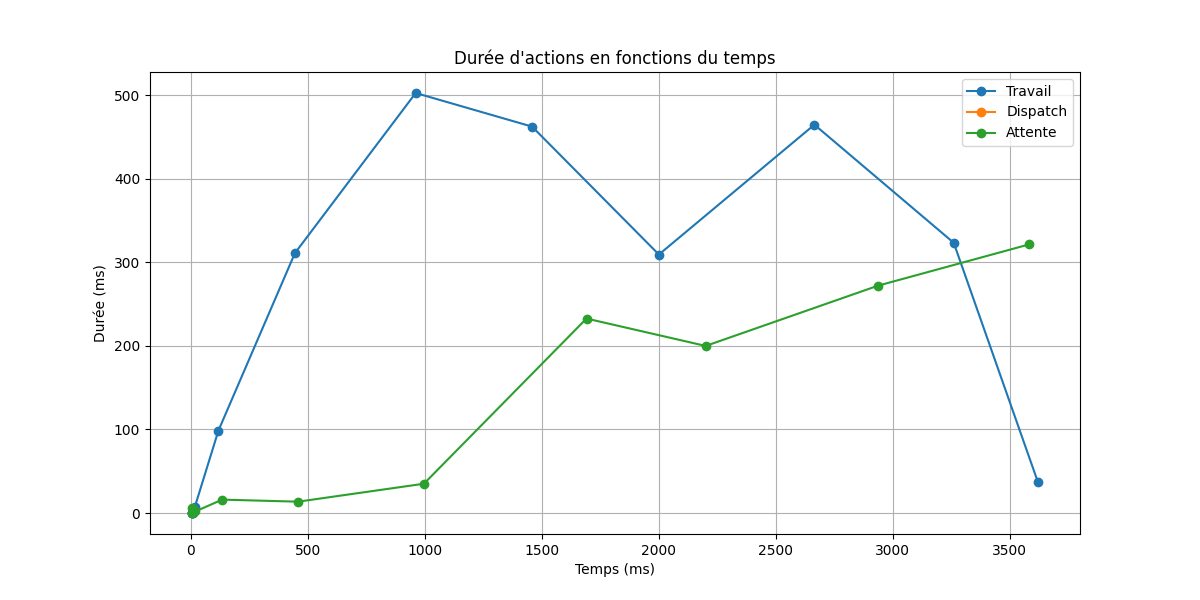 Durée d'actions en fonctions du temps
Travail
Dispatch
Attente
500
400
300
200
100
0
Durée (ms)
0 500 1000 1500 2000 2500 3000 3500
Temps (ms)